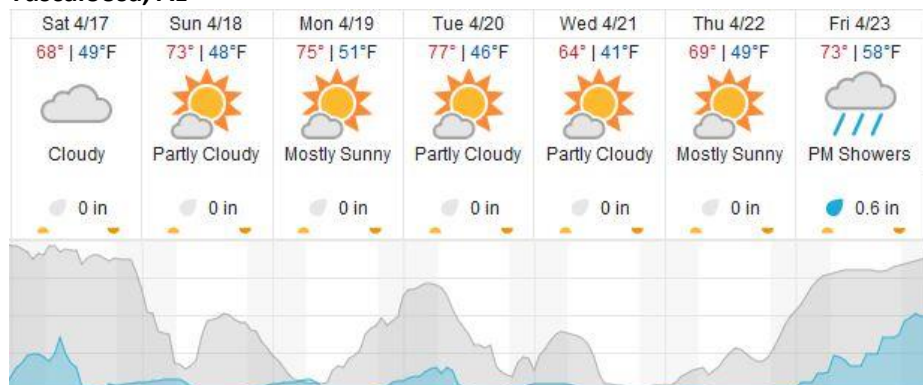 Sat 4/17 Sun 4/18 Mon 4/19 Tue 4/20 Wed 4/21 Thu 4/22 Fri 4/23
68° | 49°F 73° | 48°F 75° | 51°F 77° | 46°F 64° | 41°F 69° | 49°F 73° | 58°F
Cloudy Partly Cloudy Mostly Sunny Partly Cloudy Partly Cloudy Mostly Sunny PM Showers
0 in 0 in 0 in 0 in 0 in 0 in 0.6 in